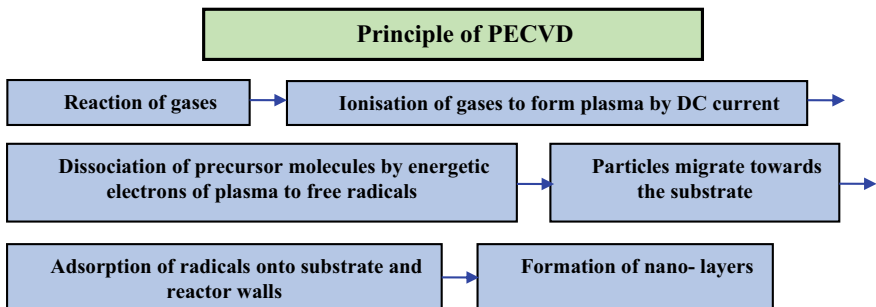 Principle of PECVD
Reaction of gases
Ionisation of gases to form plasma by DC current
Dissociation of precursor molecules by energetic
electrons of plasma to free radicals
Particles migrate towards
the substrate
Adsorption of radicals onto substrate and
reactor walls
Formation of nano- layers